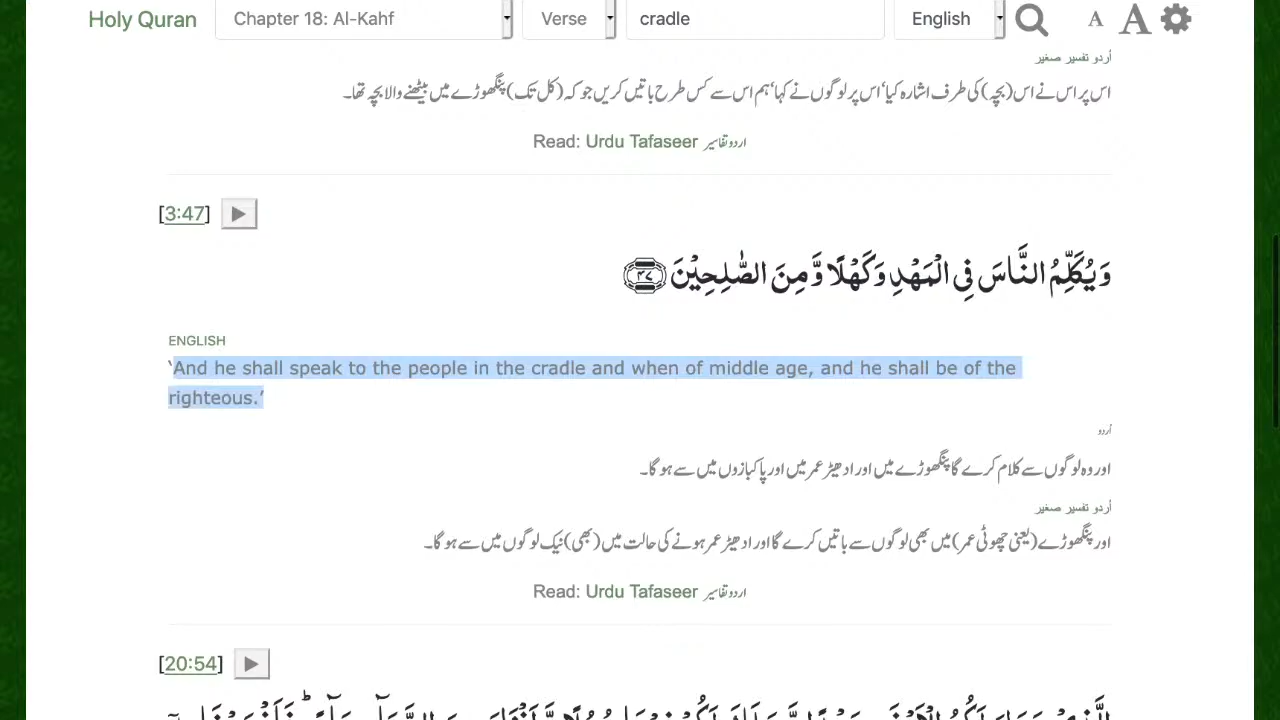 Holy Quran Chapter 18: Al-Kahf Verse cradle English A A
اُردو تفسیر صغیر
اس پر اس نے اس (بچہ) کی طرف اشارہ کیا‘ اس پر لوگوں نے کہا‘ ہم اس سے کس طرح باتیں کریں جو کہ (کل تک) پنگھوڑے میں بیٹھنے والا بچہ تھا۔
Read: Urdu Tafaseer اردو تفاسیر
[3:47]
وَیُکَلِّمُ النَّاسَ فِی الۡمَہۡدِ وَکَہۡلًا وَّمِنَ الصّٰلِحِیۡنَ ﴿۴۷﴾
ENGLISH
‘And he shall speak to the people in the cradle and when of middle age, and he shall be of the
righteous.’
اُردو
اور وہ لوگوں سے کلام کرے گا پنگھوڑے میں اور ادھیڑ عمر میں اور پاکبازوں میں سے ہو گا۔
اُردو تفسیر صغیر
اور پنگھوڑے (یعنی چھوٹی عمر) میں بھی لوگوں سے باتیں کرے گا اور ادھیڑ عمر ہونے کی حالت میں (بھی) نیک لوگوں میں سے ہو گا۔
Read: Urdu Tafaseer اردو تفاسیر
[20:54]